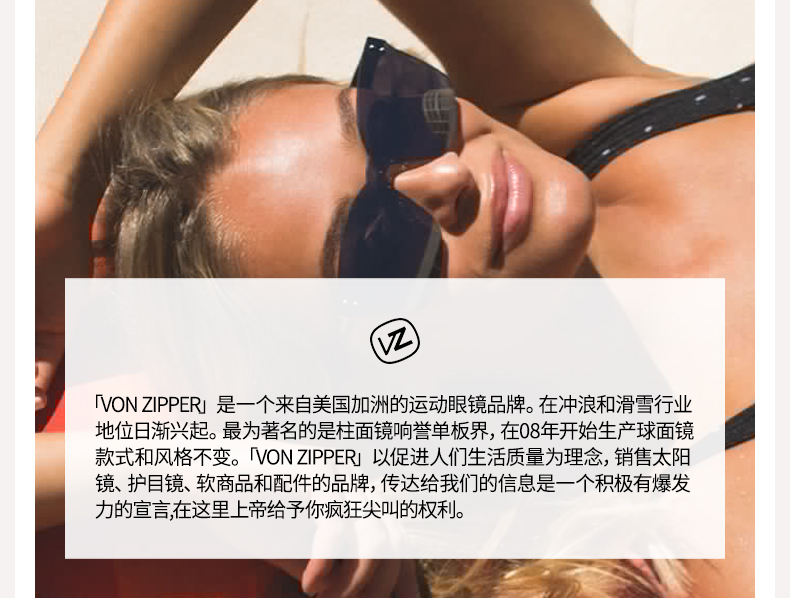 VZ
「VON ZIPPER」是一个来自美国加洲的运动眼镜品牌。在冲浪和滑雪行业
地位日渐兴起。最为著名的是柱面镜响誉单板界,在08年开始生产球面镜
款式和风格不变。「VON ZIPPER」以促进人们生活质量为理念,销售太阳
镜、护目镜、软商品和配件的品牌,传达给我们的信息是一个积极有爆发
力的宣言,在这里上帝给予你疯狂尖叫的权利。